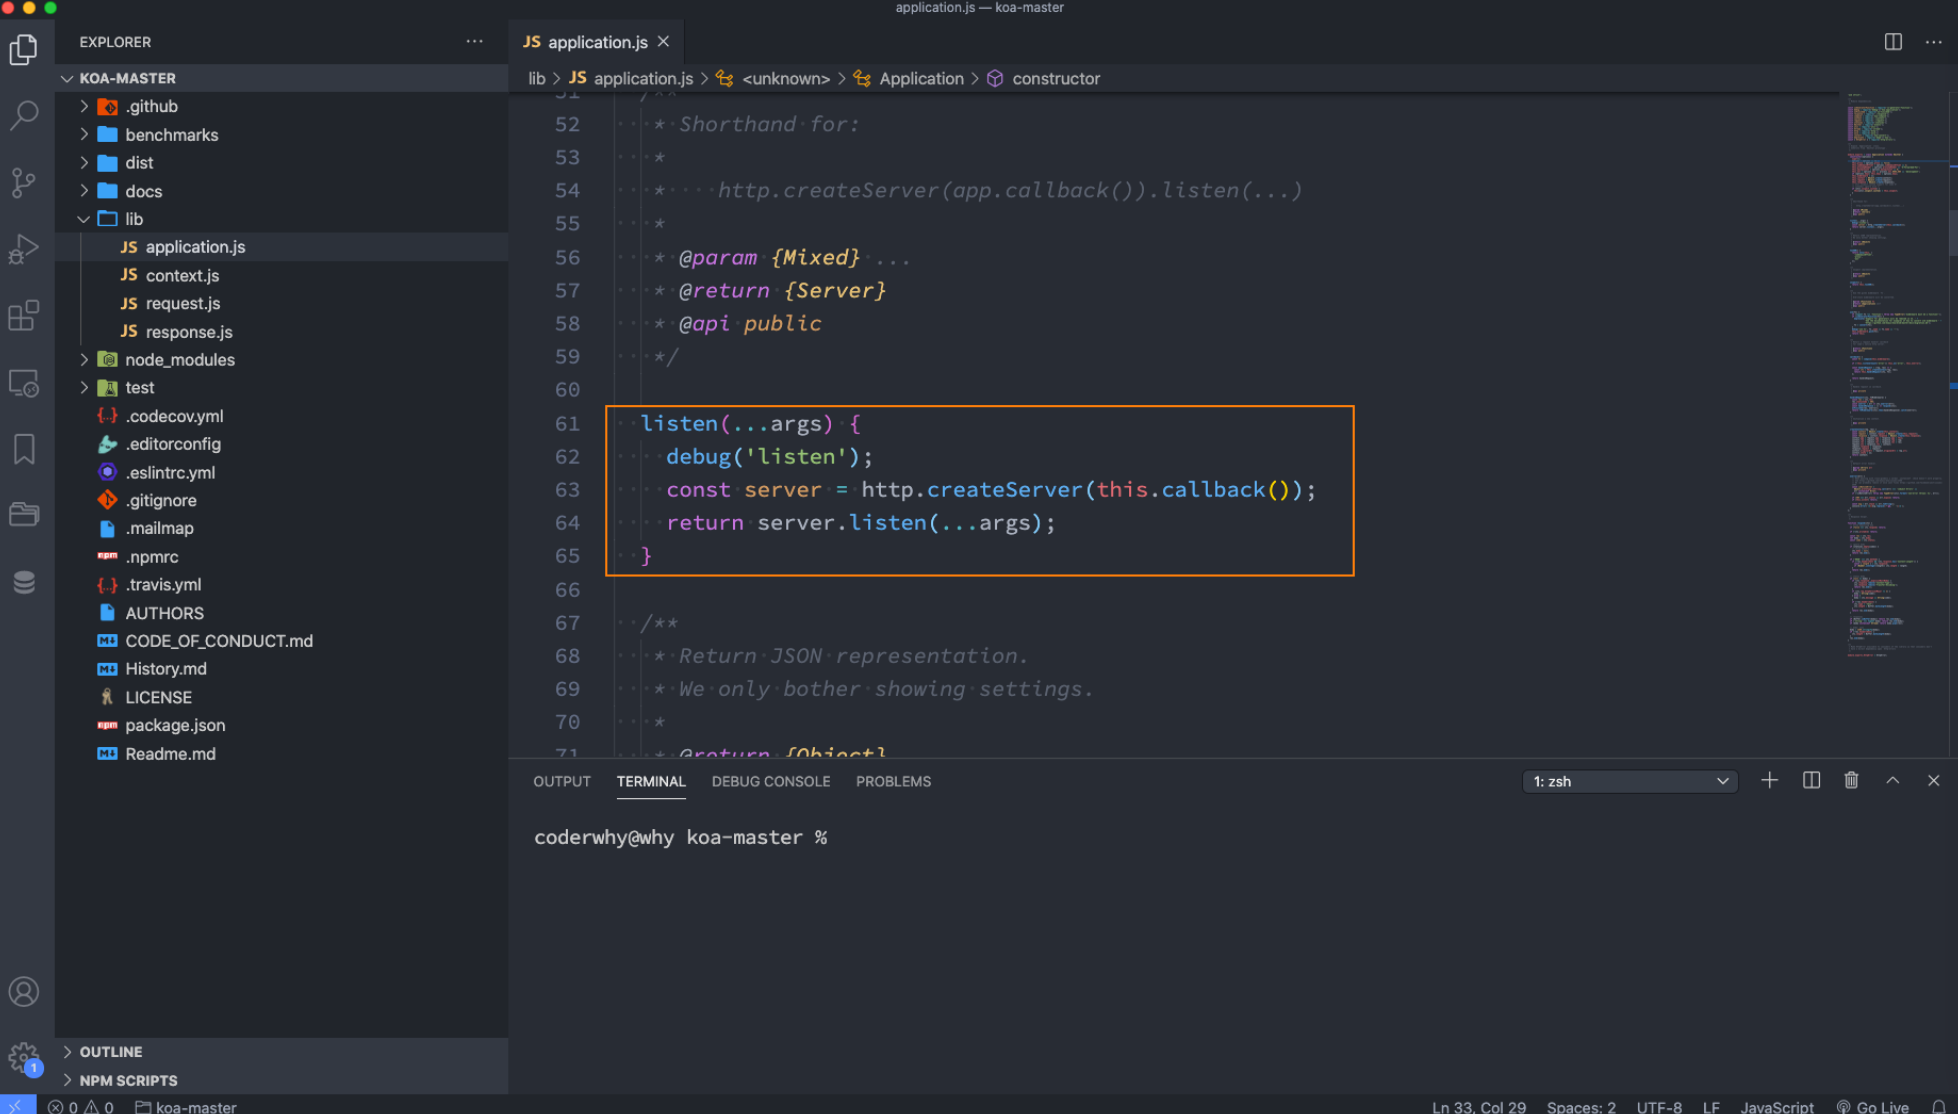 application.js — koa-master
EXPLORER
KOA-MASTER
.github
benchmarks
dist
docs
lib
JS application.js
JS context.js
JS request.js
JS response.js
node_modules
test
.codecov.yml
.editorconfig
.eslintrc.yml
.gitignore
.mailmap
npm .npmrc
.travis.yml
AUTHORS
CODE_OF_CONDUCT.md
History.md
LICENSE
npm package.json
Readme.md
OUTLINE
NPM SCRIPTS
JS application.js
lib > JS application.js > <unknown> > Application > constructor
51 /**
52 * Shorthand for:
53 *
54 * http.createServer(app.callback()).listen(...)
55 *
56 * @param {Mixed} ...
57 * @return {Server}
58 * @api public
59 */
60
61 listen(...args) {
62 debug('listen');
63 const server = http.createServer(this.callback());
64 return server.listen(...args);
65 }
66
67 /**
68 * Return JSON representation.
69 * We only bother showing settings.
70 *
71 * @return {Object}
OUTPUT TERMINAL DEBUG CONSOLE PROBLEMS 1: zsh
coderwhy@why koa-master %
1
0 0 koa-master Ln 33, Col 29 Spaces: 2 UTF-8 LF JavaScript Go Live